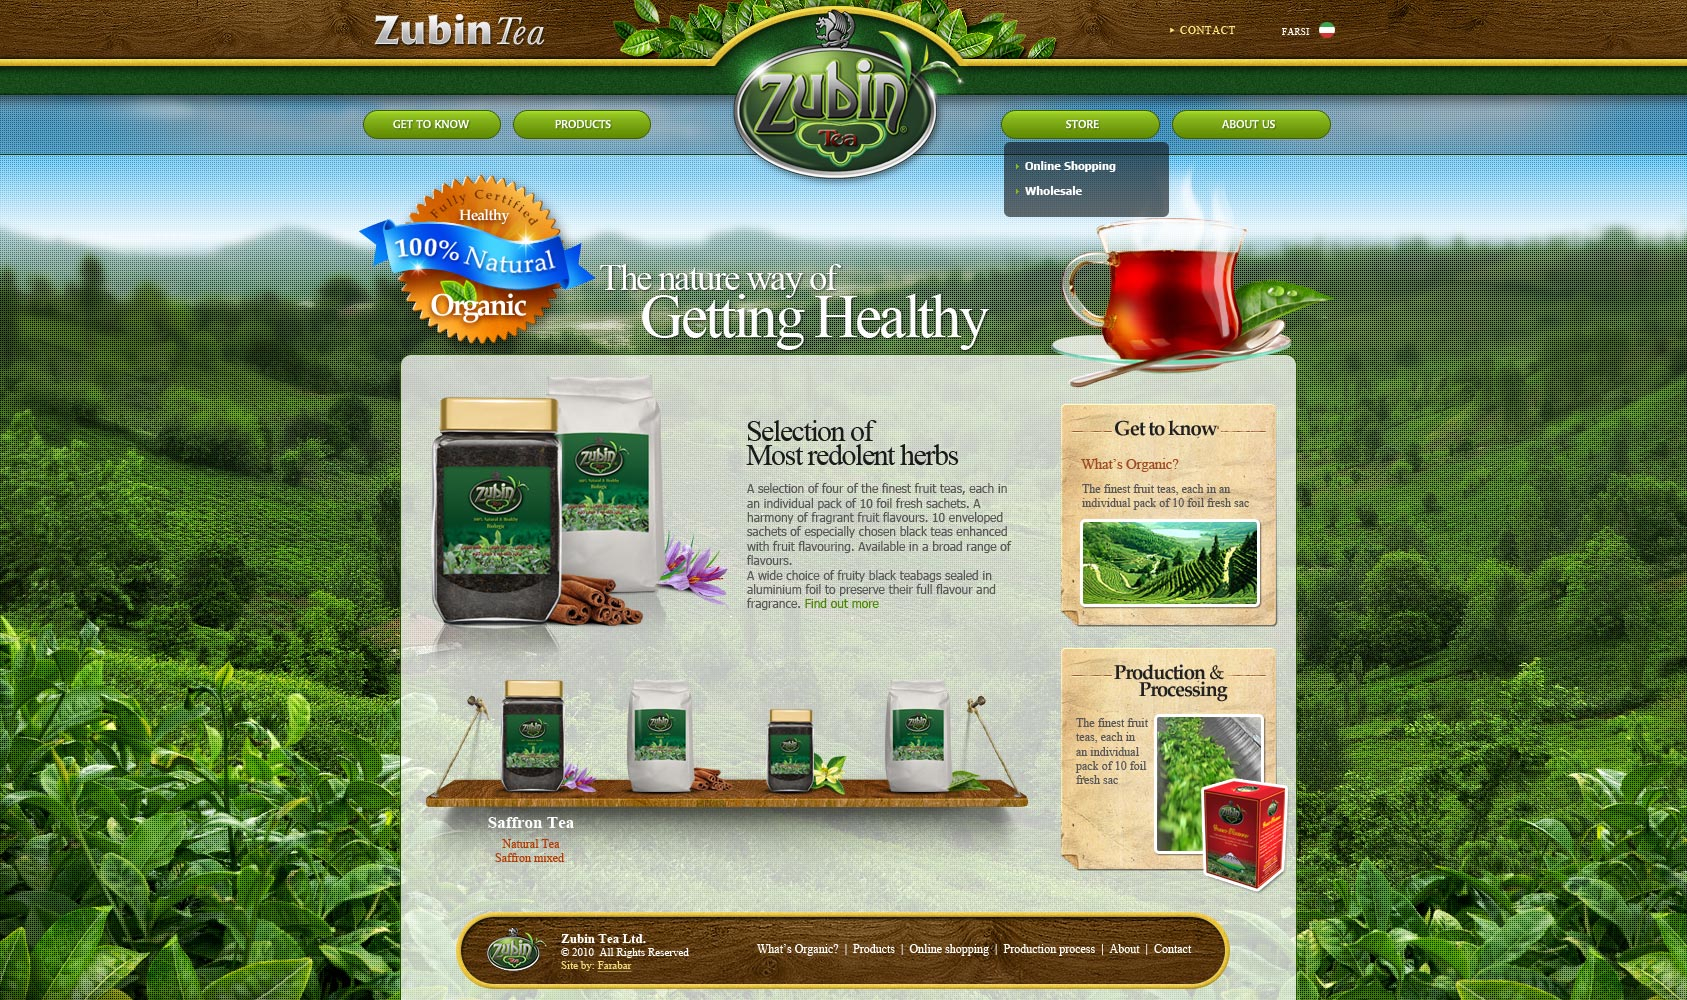 Zubin Tea
CONTACT
FARSI
Zubin
Tea
GET TO KNOW
PRODUCTS
STORE
ABOUT US
Online Shopping
Wholesale
Fully Certified
Healthy
100% Natural
Organic
The nature way of
Getting Healthy
Zubin
Zubin
100% Natural & Healthy
Selection of
Most redolent herbs
A selection of four of the finest fruit teas, each in
an individual pack of 10 foil fresh sachets. A
harmony of fragrant fruit flavours. 10 enveloped
sachets of especially chosen black teas enhanced
with fruit flavouring. Available in a broad range of
flavours.
A wide choice of fruity black teabags sealed in
aluminium foil to preserve their full flavour and
fragrance. Find out more
Get to know
What's Organic?
The finest fruit teas, each in an
individual pack of 10 foil fresh sac
Production &
Processing
The finest fruit
teas, each in
an individual
pack of 10 foil
fresh sac
Saffron Tea
Natural Tea
Saffron mixed
Zubin
Zubin Tea Ltd.
© 2010 All Rights Reserved
Site by: Farabar
What's Organic? | Products | Online shopping | Production process | About | Contact